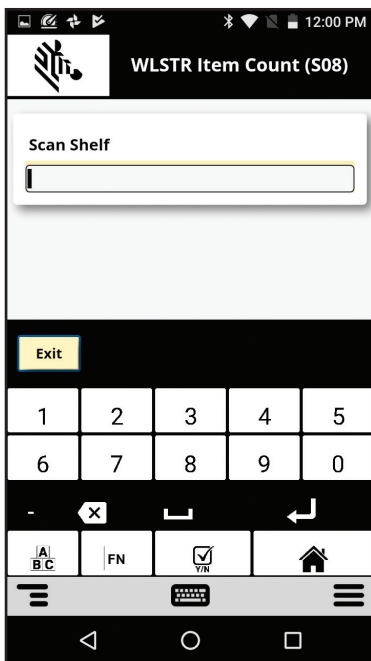 12:00 PM
WLSTR Item Count (S08)
Scan Shelf
Exit
1 2 3 4 5
6 7 8 9 0
-
A
BC FN Y/N